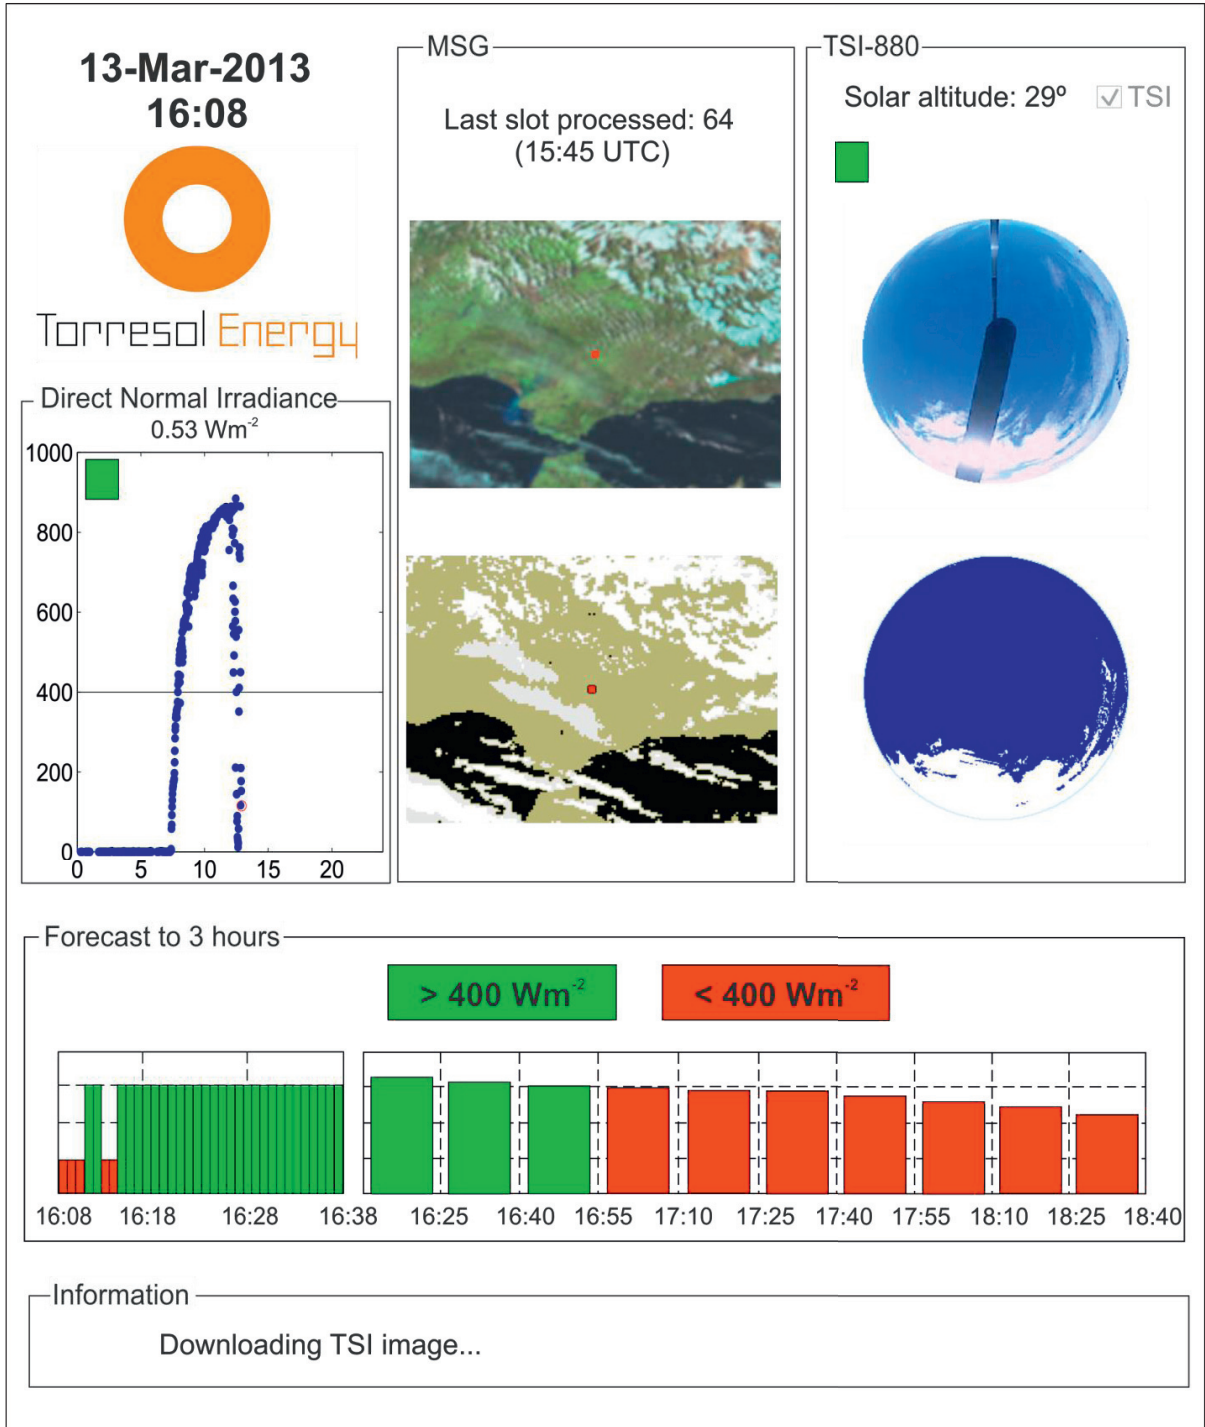 13-Mar-2013
16:08
Torresol Energy
Direct Normal Irradiance
0.53 Wm⁻²
1000
800
600
400
200
0
0 5 10 15 20
MSG
Last slot processed: 64
(15:45 UTC)
TSI-880
Solar altitude: 29º TSI
Forecast to 3 hours
> 400 Wm⁻² < 400 Wm⁻²
16:08 16:18 16:28 16:38 16:25 16:40 16:55 17:10 17:25 17:40 17:55 18:10 18:25 18:40
Information
Downloading TSI image...